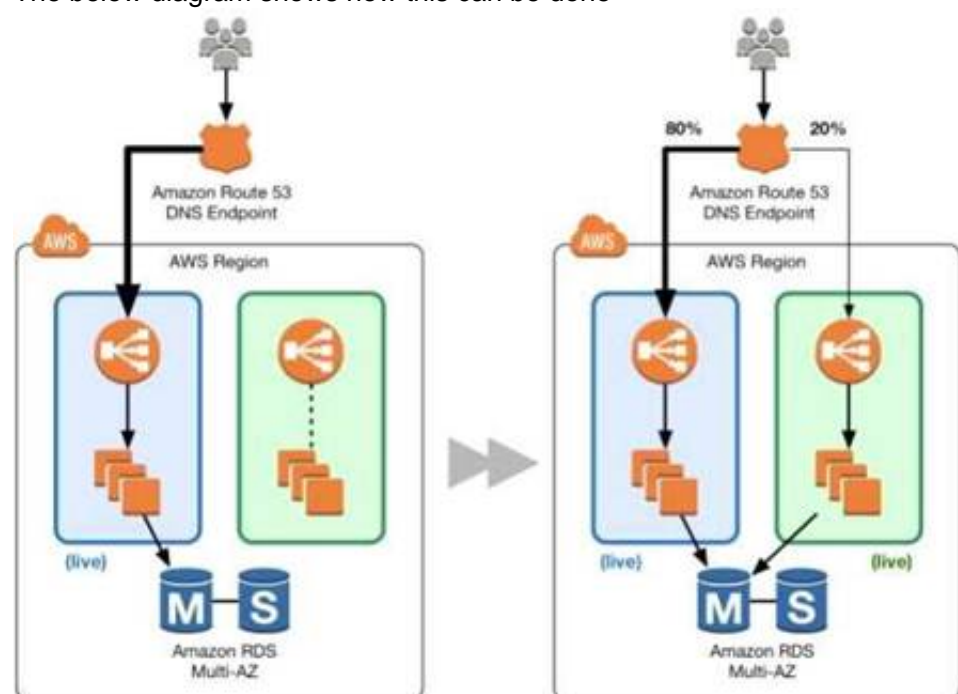 The below diagram shows how this can be done
80%
20%
Amazon Route 53
DNS Endpoint
Amazon Route 53
DNS Endpoint
AWS
AWS Region
AWS
AWS Region
(live)
(live)
(live)
M
S
M
S
Amazon RDS
Multi-AZ
Amazon RDS
Multi-AZ